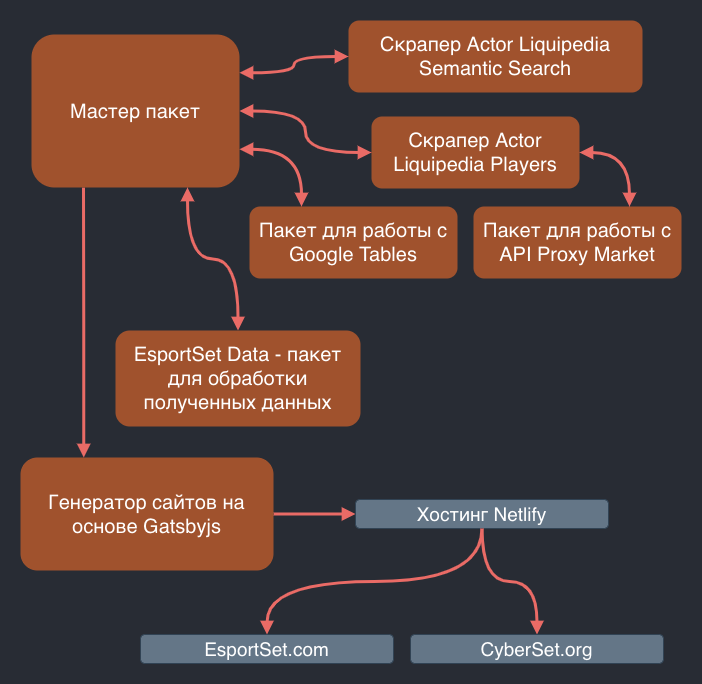 Скрапер Actor Liquipedia
Semantic Search
Мастер пакет
Скрапер Actor
Liquipedia Players
Пакет для работы с
Google Tables
Пакет для работы с
API Proxy Market
EsportSet Data - пакет
для обработки
полученных данных
Генератор сайтов на
основе Gatsbyjs
Хостинг Netlify
EsportSet.com
CyberSet.org